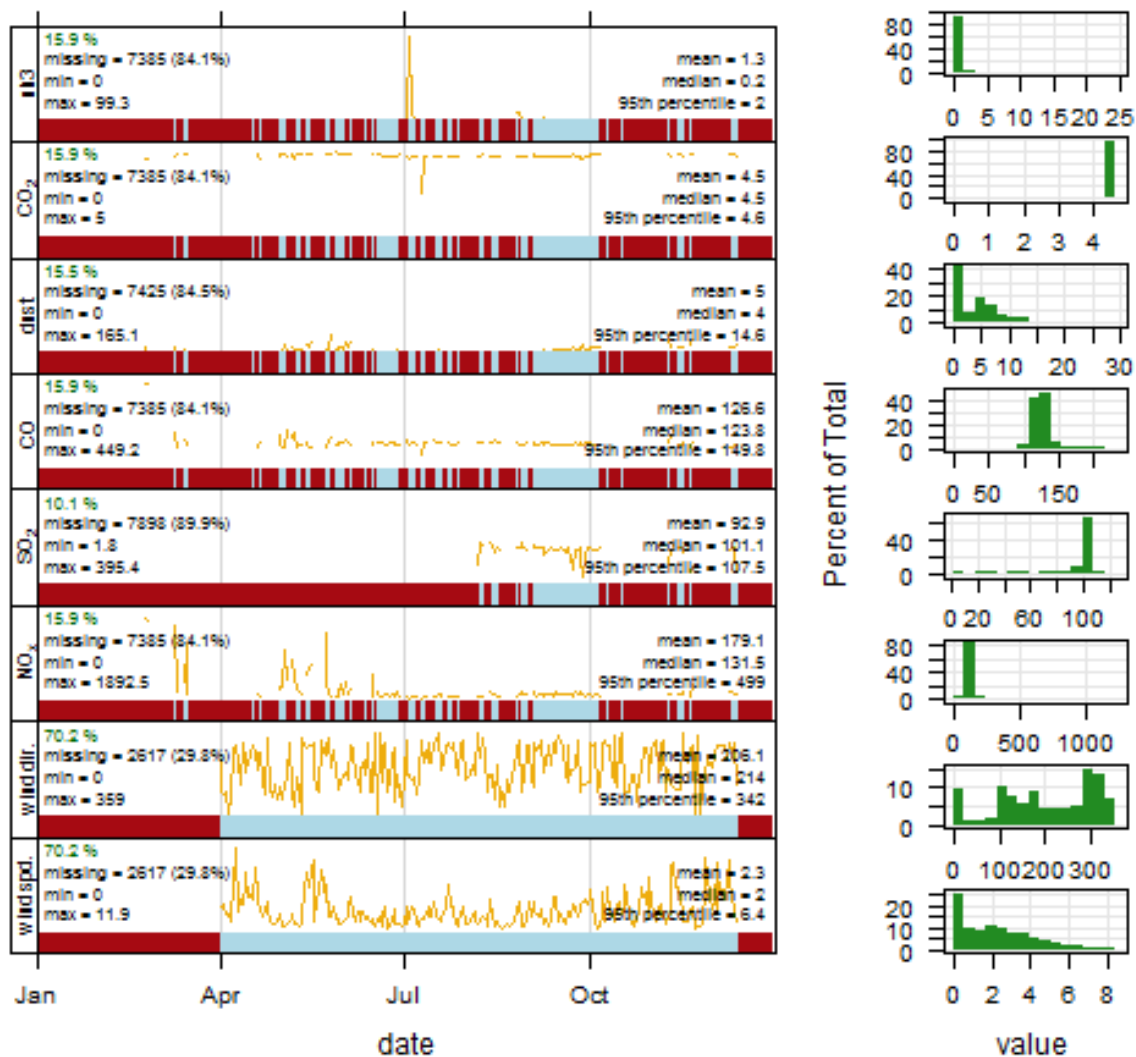 nh3
15.9 %
missing = 7385 (84.1%)
min = 0
max = 99.3
mean = 1.3
median = 0.2
95th percentile = 2
CO2
15.9 %
missing = 7385 (84.1%)
min = 0
max = 5
mean = 4.5
median = 4.5
95th percentile = 4.6
dist
15.5 %
missing = 7425 (84.5%)
min = 0
max = 165.1
mean = 5
median = 4
95th percentile = 14.6
CO
15.9 %
missing = 7385 (84.1%)
min = 0
max = 449.2
mean = 126.6
median = 123.8
95th percentile = 149.8
SO2
10.1 %
missing = 7898 (89.9%)
min = 1.8
max = 395.4
mean = 92.9
median = 101.1
95th percentile = 107.5
NOx
15.9 %
missing = 7385 (84.1%)
min = 0
max = 1892.5
mean = 179.1
median = 131.5
95th percentile = 499
wind dir.
70.2 %
missing = 2617 (29.8%)
min = 0
max = 359
mean = 206.1
median = 214
95th percentile = 342
wind spd.
70.2 %
missing = 2617 (29.8%)
min = 0
max = 11.9
mean = 2.3
median = 2
95th percentile = 6.4
Jan Apr Jul Oct
date
Percent of Total
80
40
0
0 5 10 15 20 25
80
40
0
0 1 2 3 4
40
20
0
0 5 10 20 30
40
20
0
0 50 150
40
0
0 20 60 100
80
40
0
0 500 1000
10
0
0 100 200 300
20
10
0
0 2 4 6 8
value